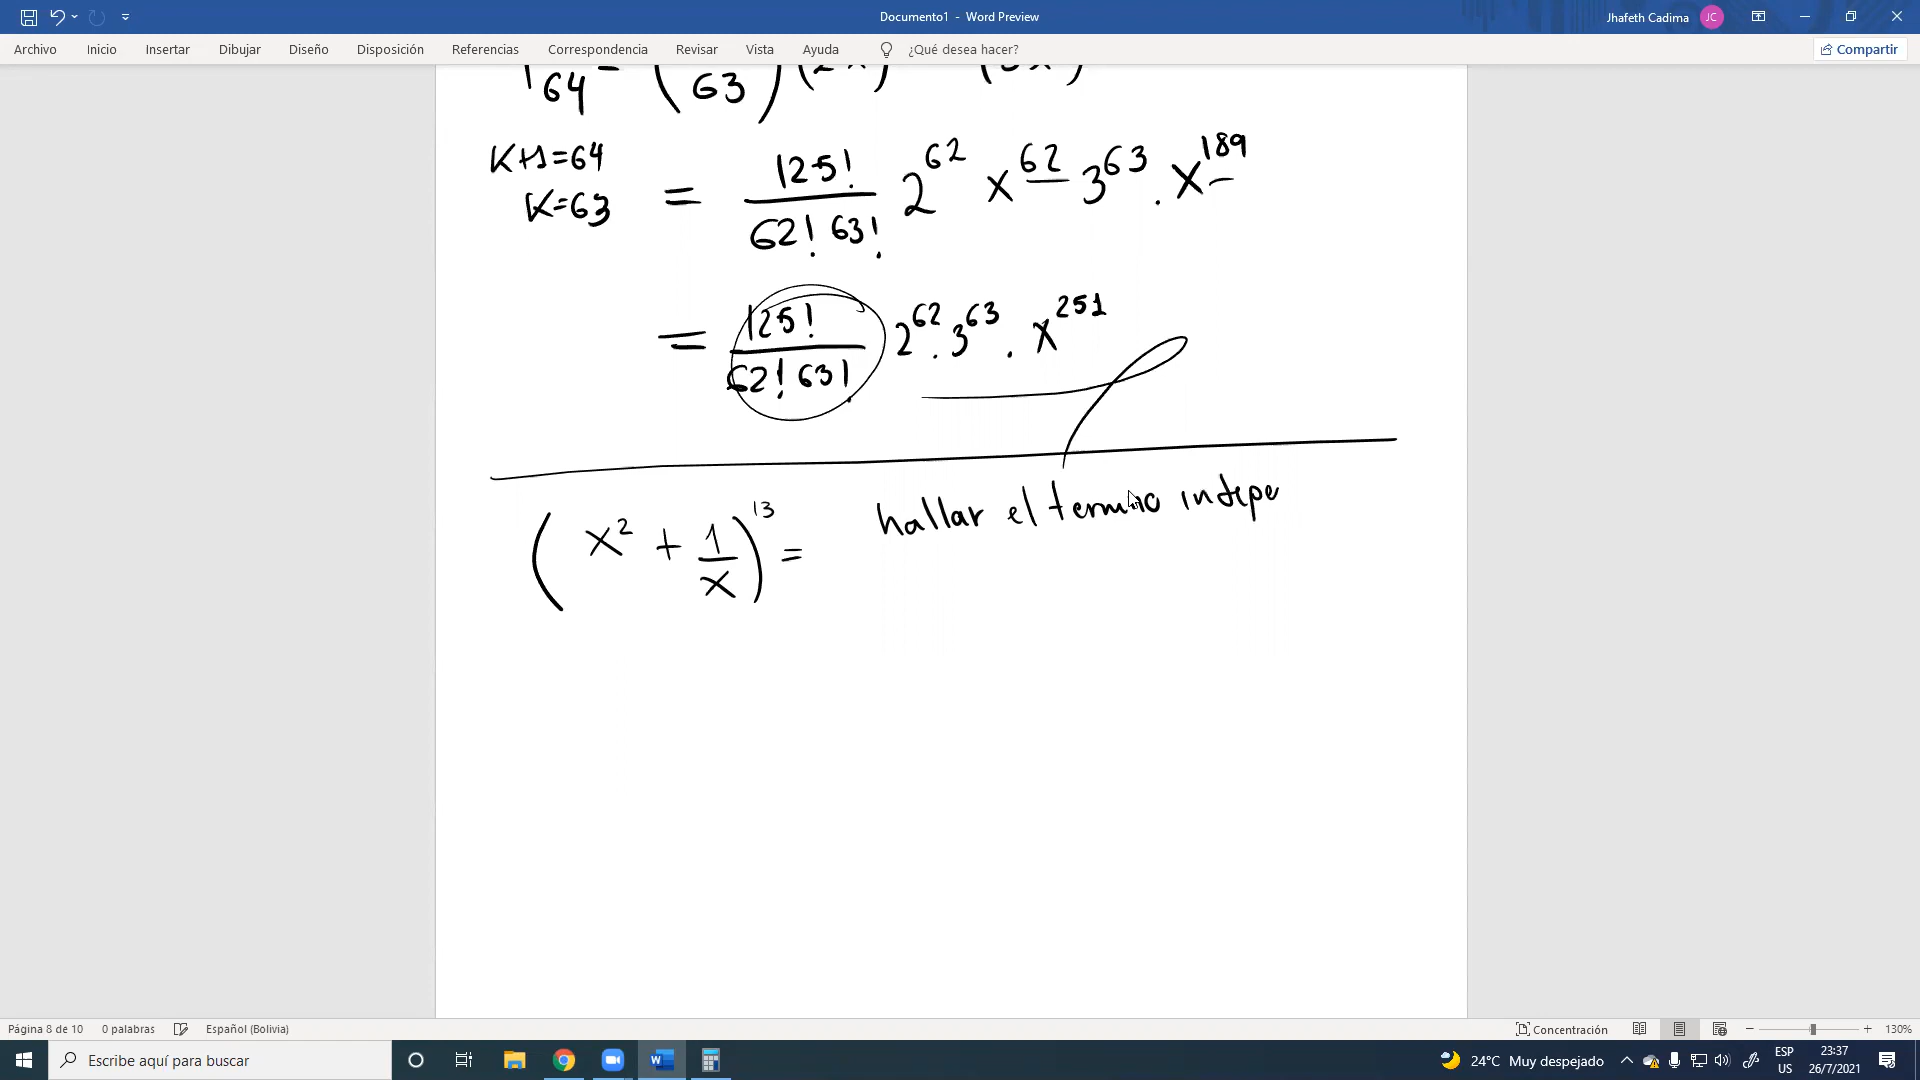 Documento1 - Word Preview
Jhafeth Cadima
JC
Archivo Inicio Insertar Dibujar Diseño Disposición Referencias Correspondencia Revisar Vista Ayuda ¿Qué desea hacer? Compartir
64 = (63)
K+1=64
K=63
= 125!/62! 63! 2^62 x^62 3^63 . x^189
= 125!/62! 63! 2^62 . 3^63 . x^251
(x^2 + 1/x)^13 = hallar el termino indepe
Página 8 de 10 0 palabras Español (Bolivia) Concentración 130%
Escribe aquí para buscar
24°C Muy despejado
ESP
US
23:37
26/7/2021